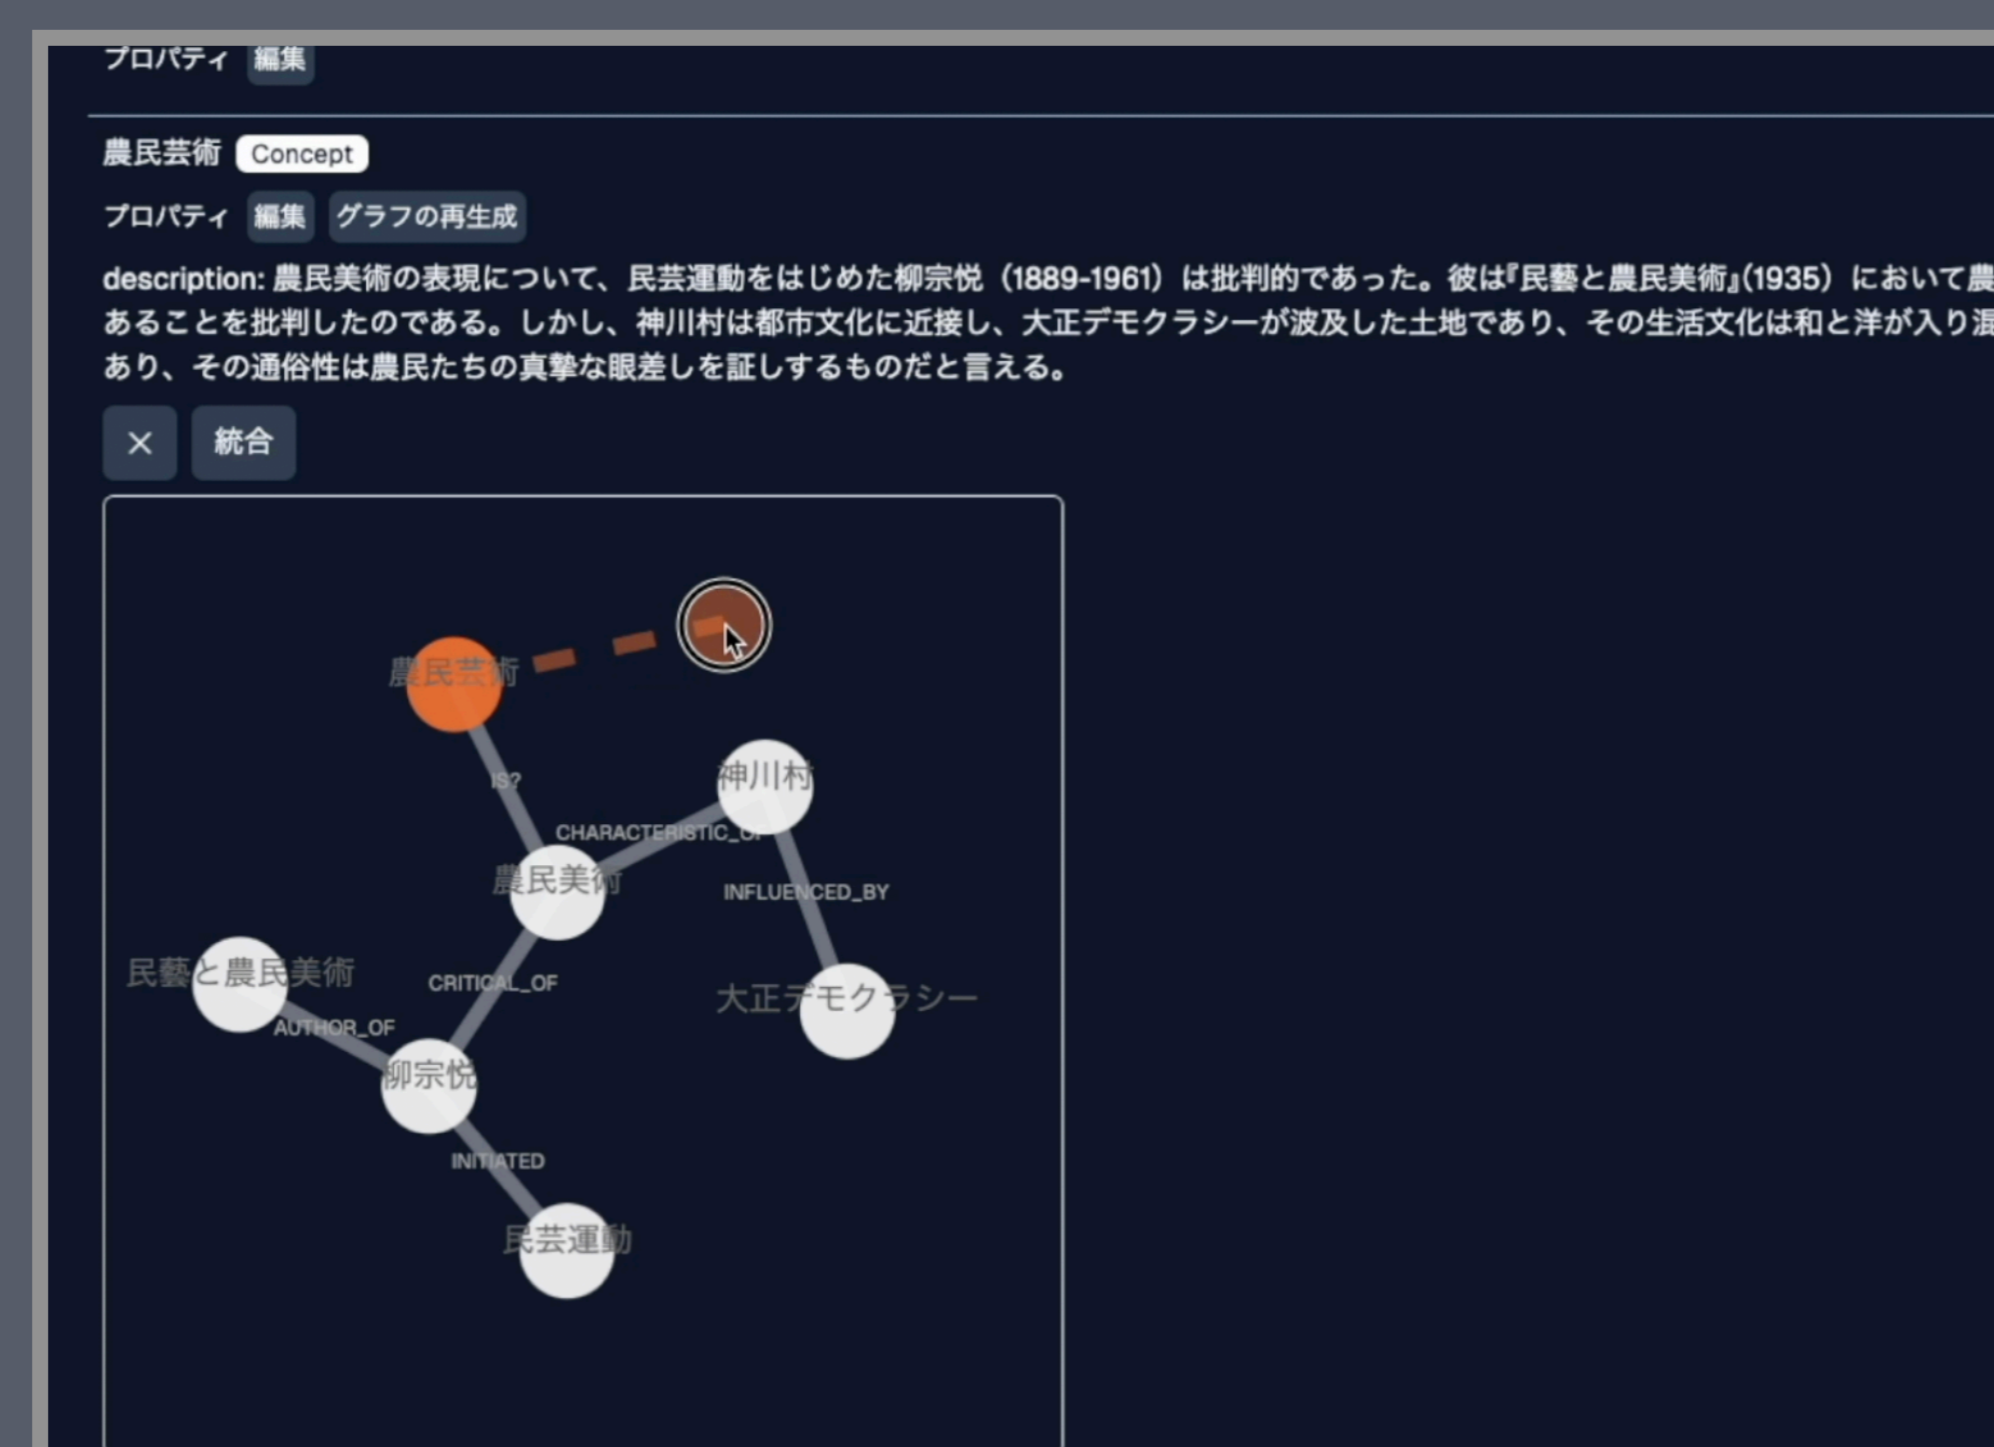 プロパティ 編集
農民芸術 Concept
プロパティ 編集 グラフの再生成
description: 農民美術の表現について、民芸運動をはじめた柳宗悦（1889-1961）は批判的であった。彼は『民藝と農民美術』（1935）において農
あることを批判したのである。しかし、神川村は都市文化に近接し、大正デモクラシーが波及した土地であり、その生活文化は和と洋が入り混
あり、その通俗性は農民たちの真摯な眼差しを証しするものだと言える。
× 統合
農民芸術
IS?
神川村
CHARACTERISTIC_OF
農民美術
INFLUENCED_BY
民藝と農民美術
CRITICAL_OF
大正デモクラシー
AUTHOR_OF
柳宗悦
INITIATED
民芸運動